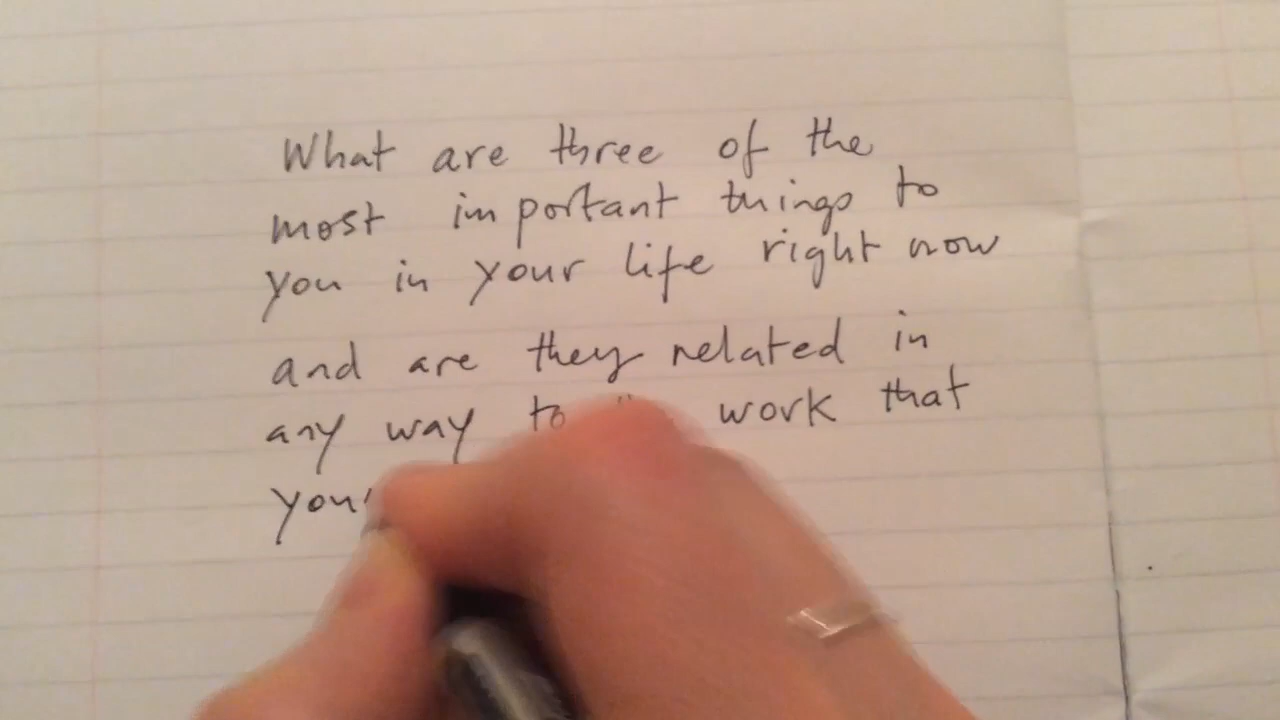 What are three of the
most important things to
you in your life right now
and are they related in
any way to work that
you'